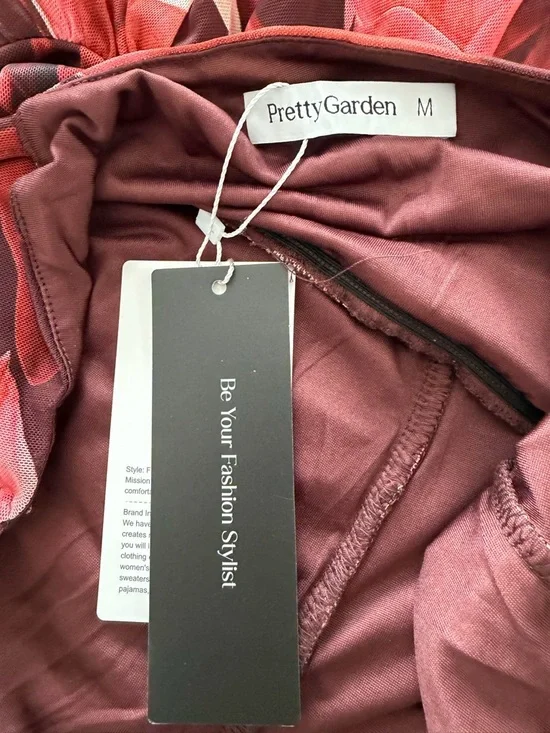 PrettyGarden M
Be Your Fashion Stylist
Style: F
Mission
comforta
Brand In
We have
creates
you will
clothing
women's
sweaters
pajamas,